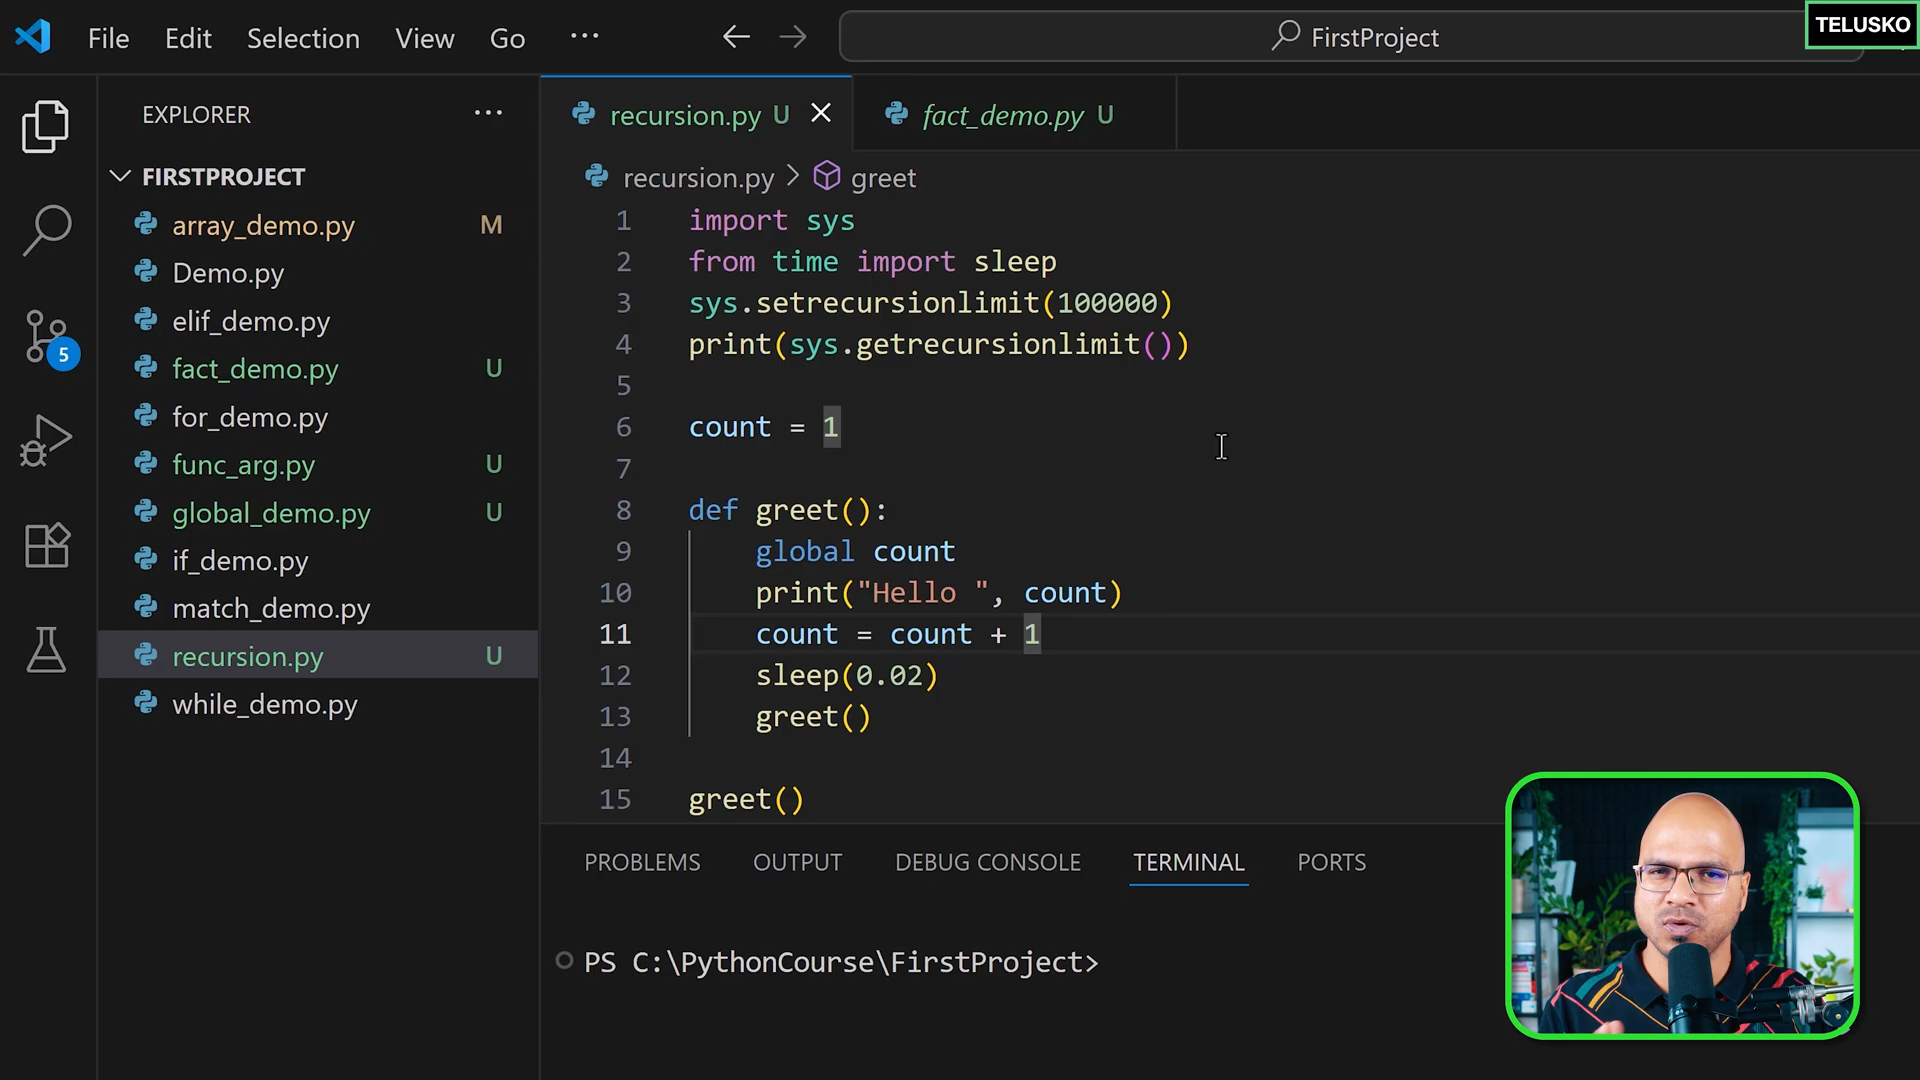 File Edit Selection View Go ... FirstProject
TELUSKO
EXPLORER ...
FIRSTPROJECT
array_demo.py M
Demo.py
elif_demo.py
fact_demo.py U
for_demo.py
func_arg.py U
global_demo.py U
if_demo.py
match_demo.py
recursion.py U
while_demo.py
5
recursion.py U fact_demo.py U
recursion.py > greet
1 import sys
2 from time import sleep
3 sys.setrecursionlimit(100000)
4 print(sys.getrecursionlimit())
5
6 count = 1
7
8 def greet():
9 global count
10 print("Hello ", count)
11 count = count + 1
12 sleep(0.02)
13 greet()
14
15 greet()
PROBLEMS OUTPUT DEBUG CONSOLE TERMINAL PORTS
PS C:\PythonCourse\FirstProject>